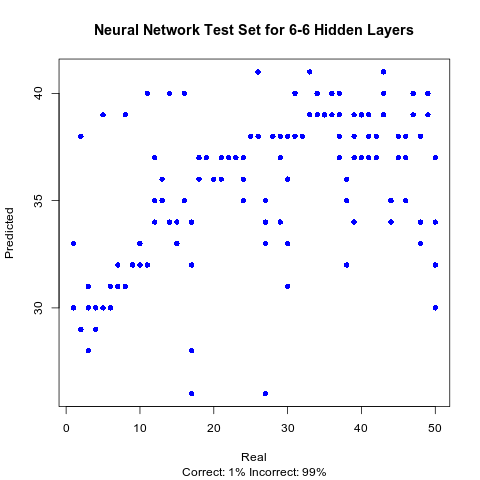 Neural Network Test Set for 6-6 Hidden Layers
Predicted
40
35
30
0 10 20 30 40 50
Real
Correct: 1% Incorrect: 99%